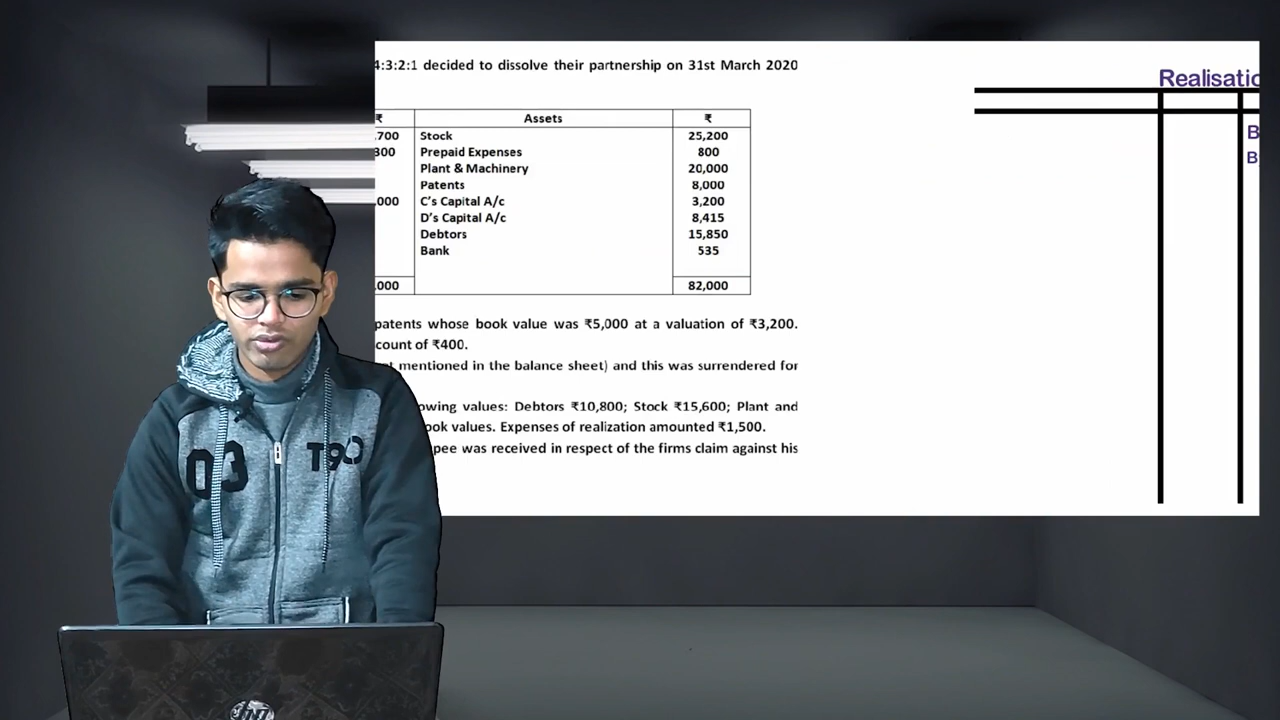 4:3:2:1 decided to dissolve their partnership on 31st March 2020
Realisatio
₹ Assets ₹
,700 Stock 25,200
300 Prepaid Expenses 800
Plant & Machinery 20,000
Patents 8,000
000 C's Capital A/c 3,200
D's Capital A/c 8,415
Debtors 15,850
Bank 535
,000 82,000
B
B
patents whose book value was ₹5,000 at a valuation of ₹3,200.
count of ₹400.
mentioned in the balance sheet) and this was surrendered for
owing values: Debtors ₹10,800; Stock ₹15,600; Plant and
ook values. Expenses of realization amounted ₹1,500.
pee was received in respect of the firms claim against his
03 T90
hp